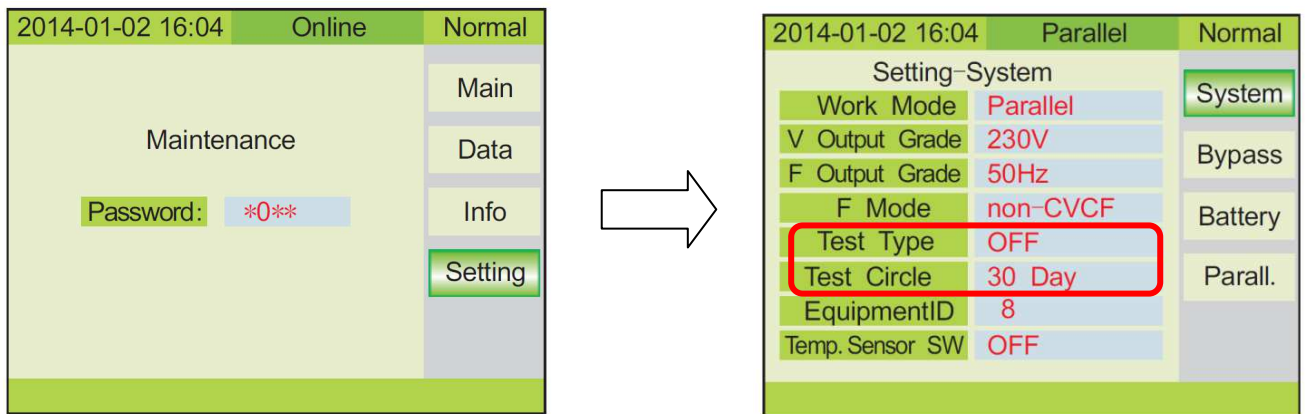 2014-01-02 16:04 Online Normal
Main
Maintenance
Data
Password: *0**
Info
Setting
2014-01-02 16:04 Parallel Normal
Setting-System
System
Work Mode Parallel
V Output Grade 230V
Bypass
F Output Grade 50Hz
F Mode non-CVCF
Battery
Test Type OFF
Test Circle 30 Day
Parall.
EquipmentID 8
Temp. Sensor SW OFF